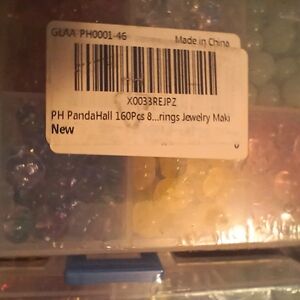 GLAA-PH0001-46 Made in China
X0033REJPZ
PH PandaHall 160Pcs 8...rings Jewelry Maki
New